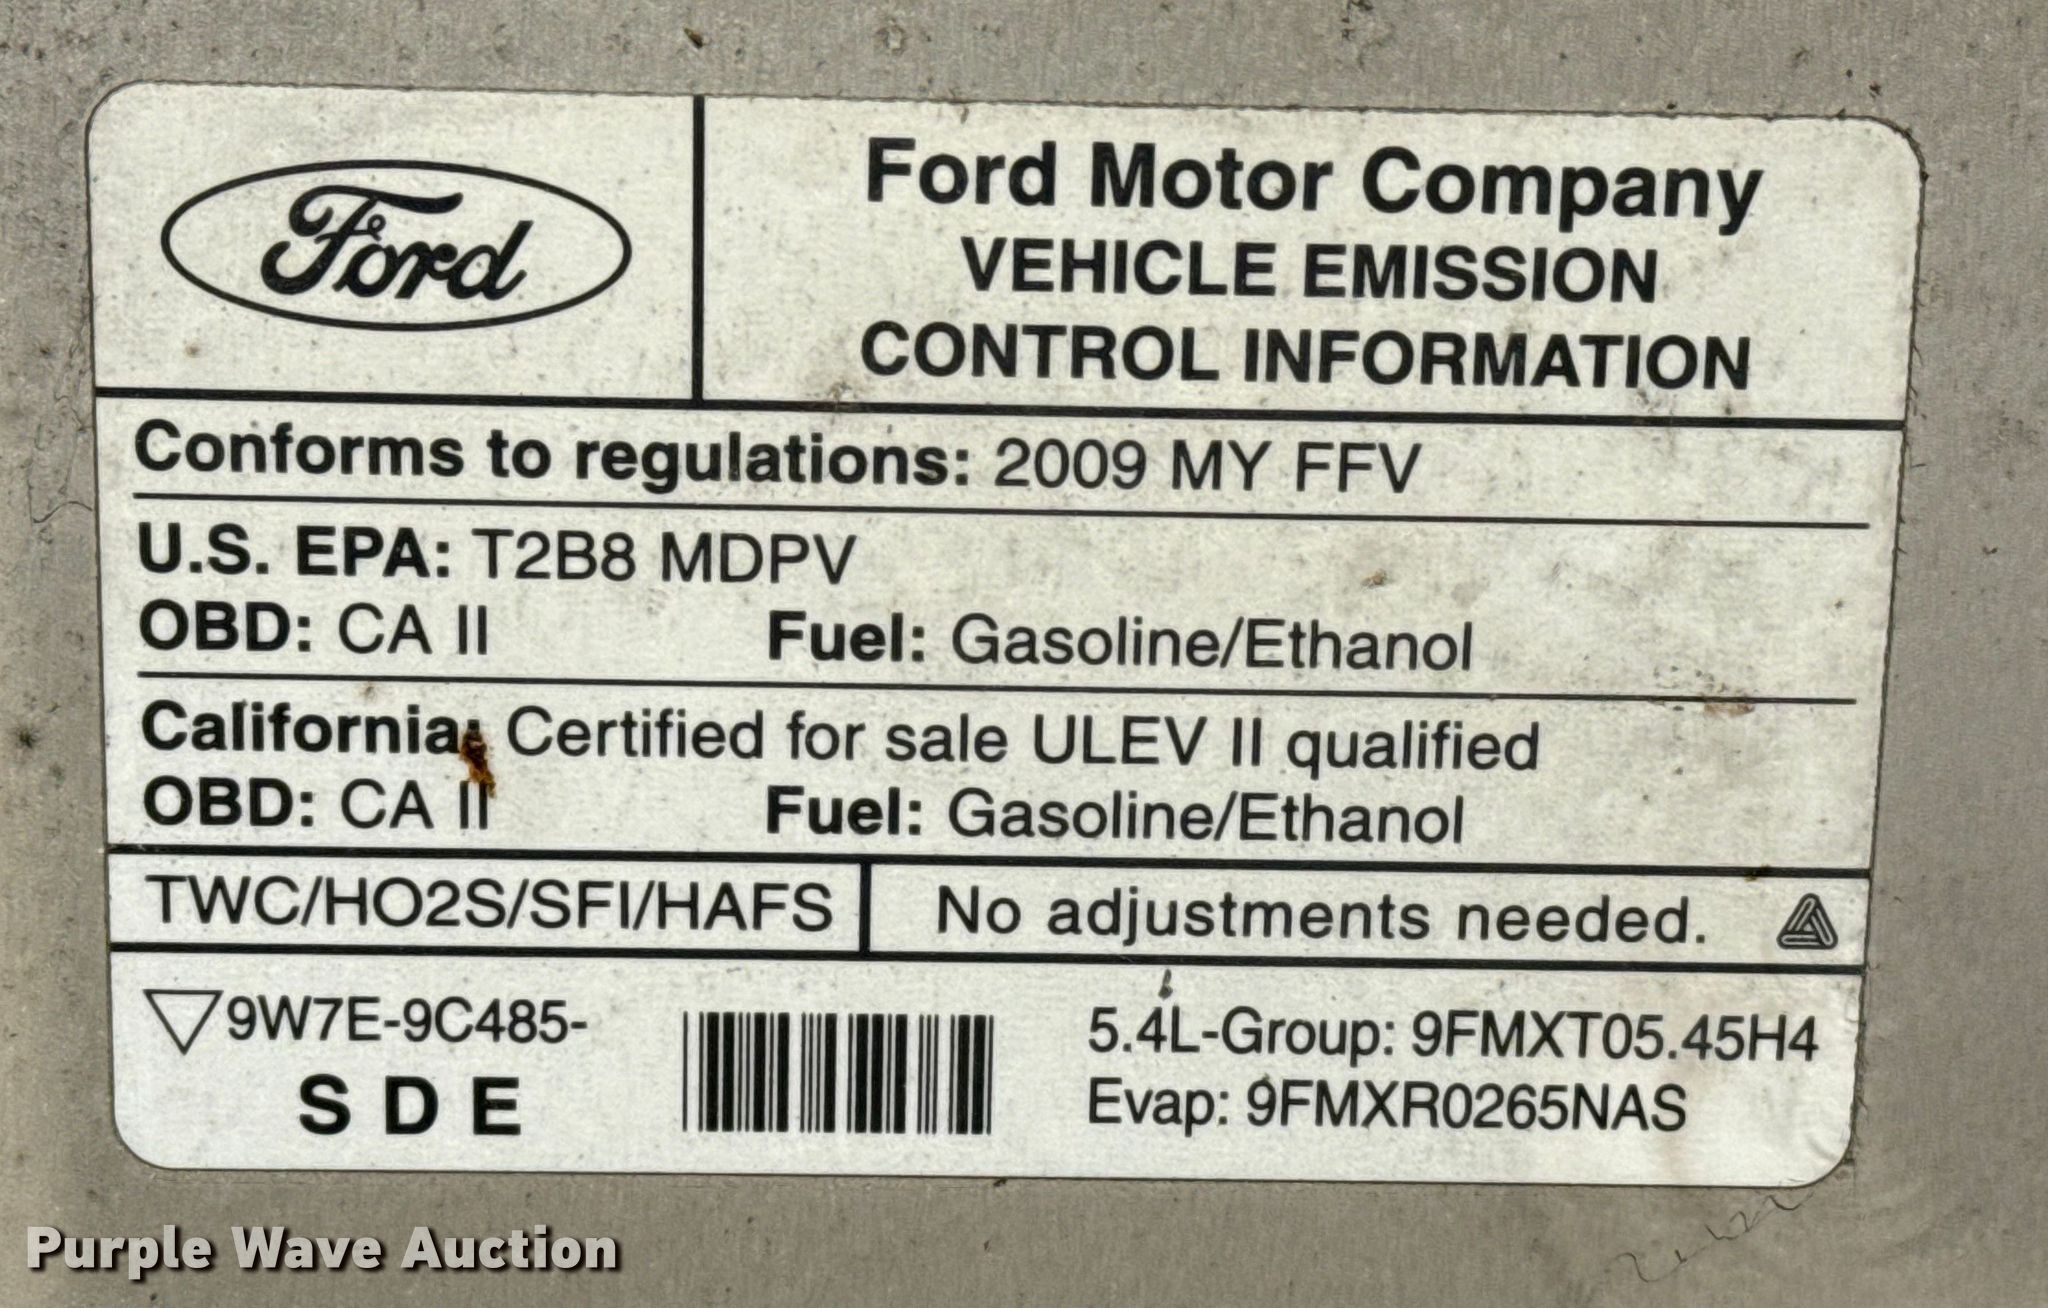 Ford
Ford Motor Company
VEHICLE EMISSION
CONTROL INFORMATION
Conforms to regulations: 2009 MY FFV
U.S. EPA: T2B8 MDPV
OBD: CA II Fuel: Gasoline/Ethanol
California: Certified for sale ULEV II qualified
OBD: CA II Fuel: Gasoline/Ethanol
TWC/HO2S/SFI/HAFS
No adjustments needed.
9W7E-9C485-
S D E
5.4L-Group: 9FMXT05.45H4
Evap: 9FMXR0265NAS
Purple Wave Auction